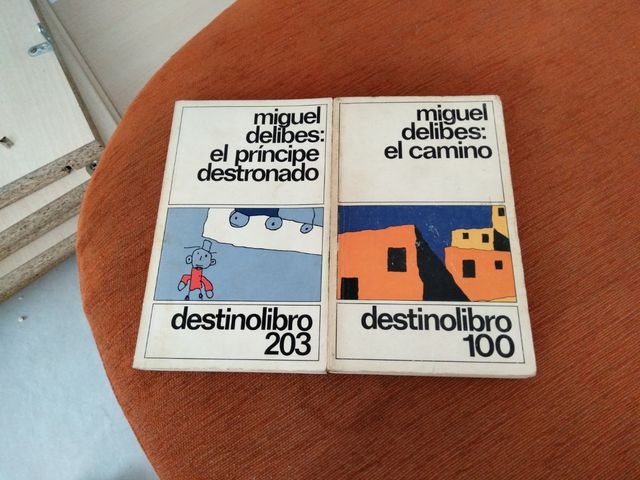 miguel
delibes:
el príncipe
destronado
destinolibro
203
miguel
delibes:
el camino
destinolibro
100